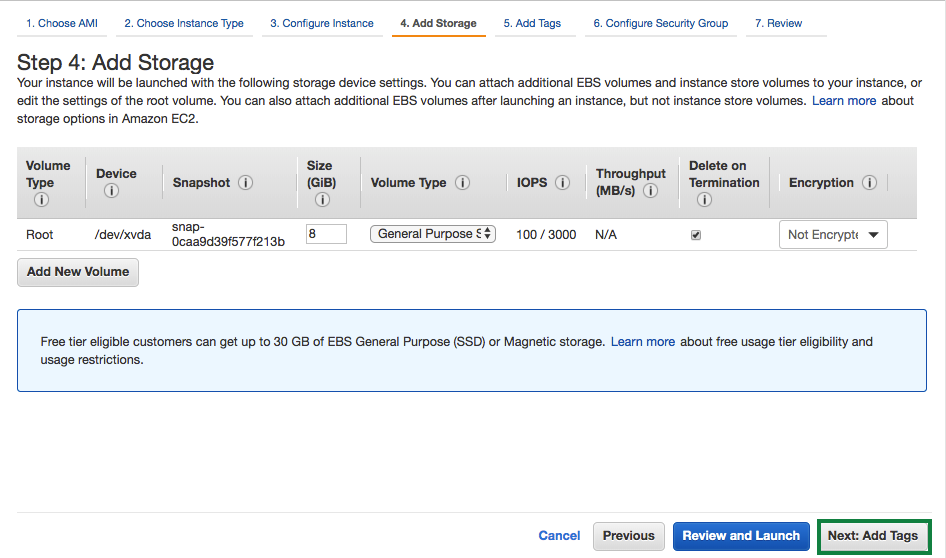 1. Choose AMI 2. Choose Instance Type 3. Configure Instance 4. Add Storage 5. Add Tags 6. Configure Security Group 7. Review
Step 4: Add Storage
Your instance will be launched with the following storage device settings. You can attach additional EBS volumes and instance store volumes to your instance, or
edit the settings of the root volume. You can also attach additional EBS volumes after launching an instance, but not instance store volumes. Learn more about
storage options in Amazon EC2.
Volume Type i Device i Snapshot i Size (GiB) i Volume Type i IOPS i Throughput (MB/s) i Delete on Termination i Encryption i
Root /dev/xvda snap-0caa9d39f577f213b 8 General Purpose S 100 / 3000 N/A Not Encrypte
Add New Volume
Free tier eligible customers can get up to 30 GB of EBS General Purpose (SSD) or Magnetic storage. Learn more about free usage tier eligibility and
usage restrictions.
Cancel Previous Review and Launch Next: Add Tags